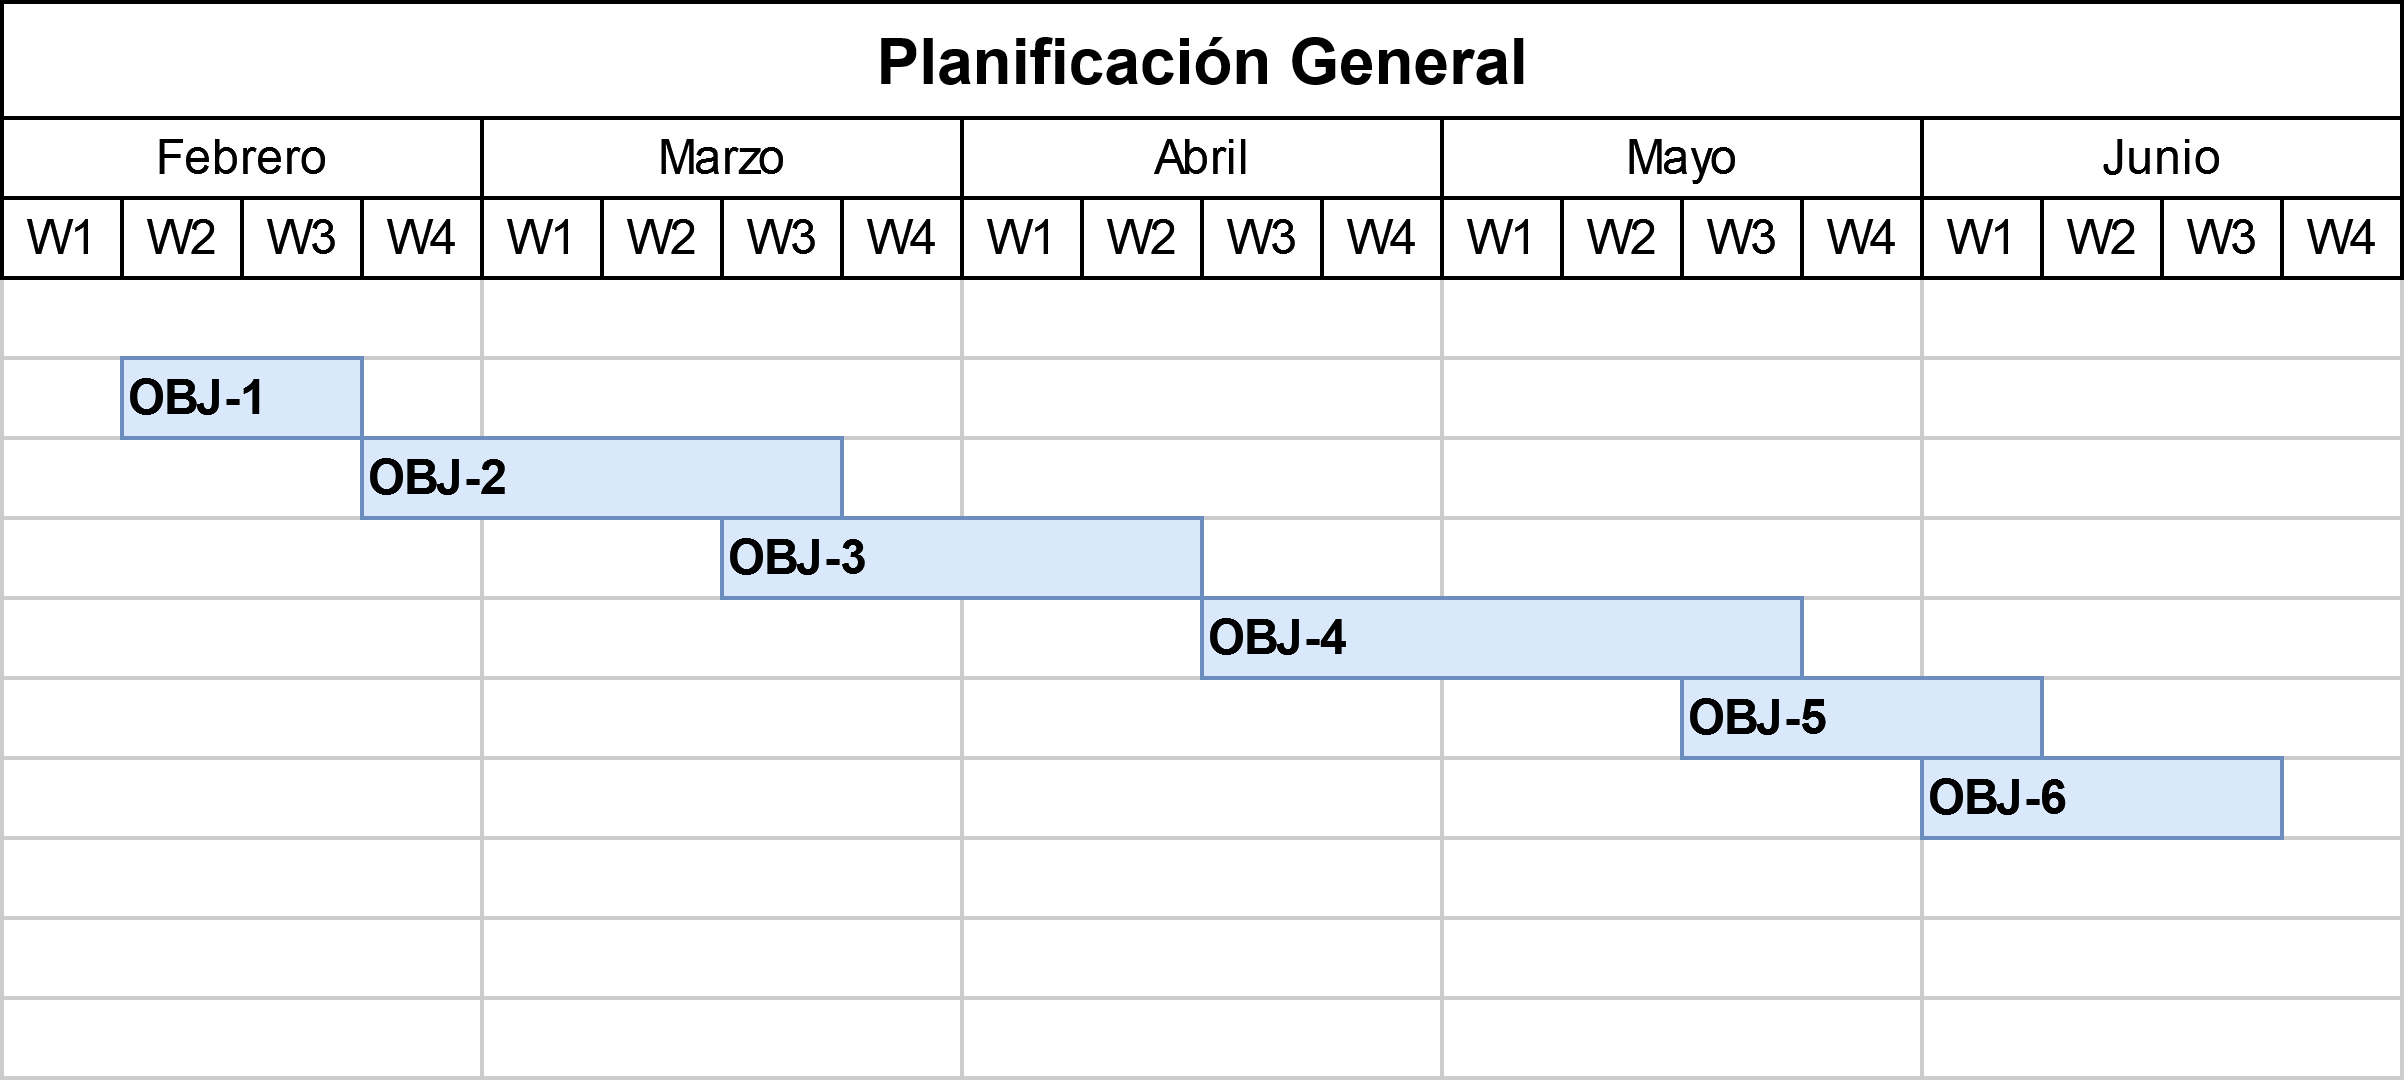 Planificación General
Febrero Marzo Abril Mayo Junio
W1 W2 W3 W4 W1 W2 W3 W4 W1 W2 W3 W4 W1 W2 W3 W4 W1 W2 W3 W4
OBJ-1
OBJ-2
OBJ-3
OBJ-4
OBJ-5
OBJ-6